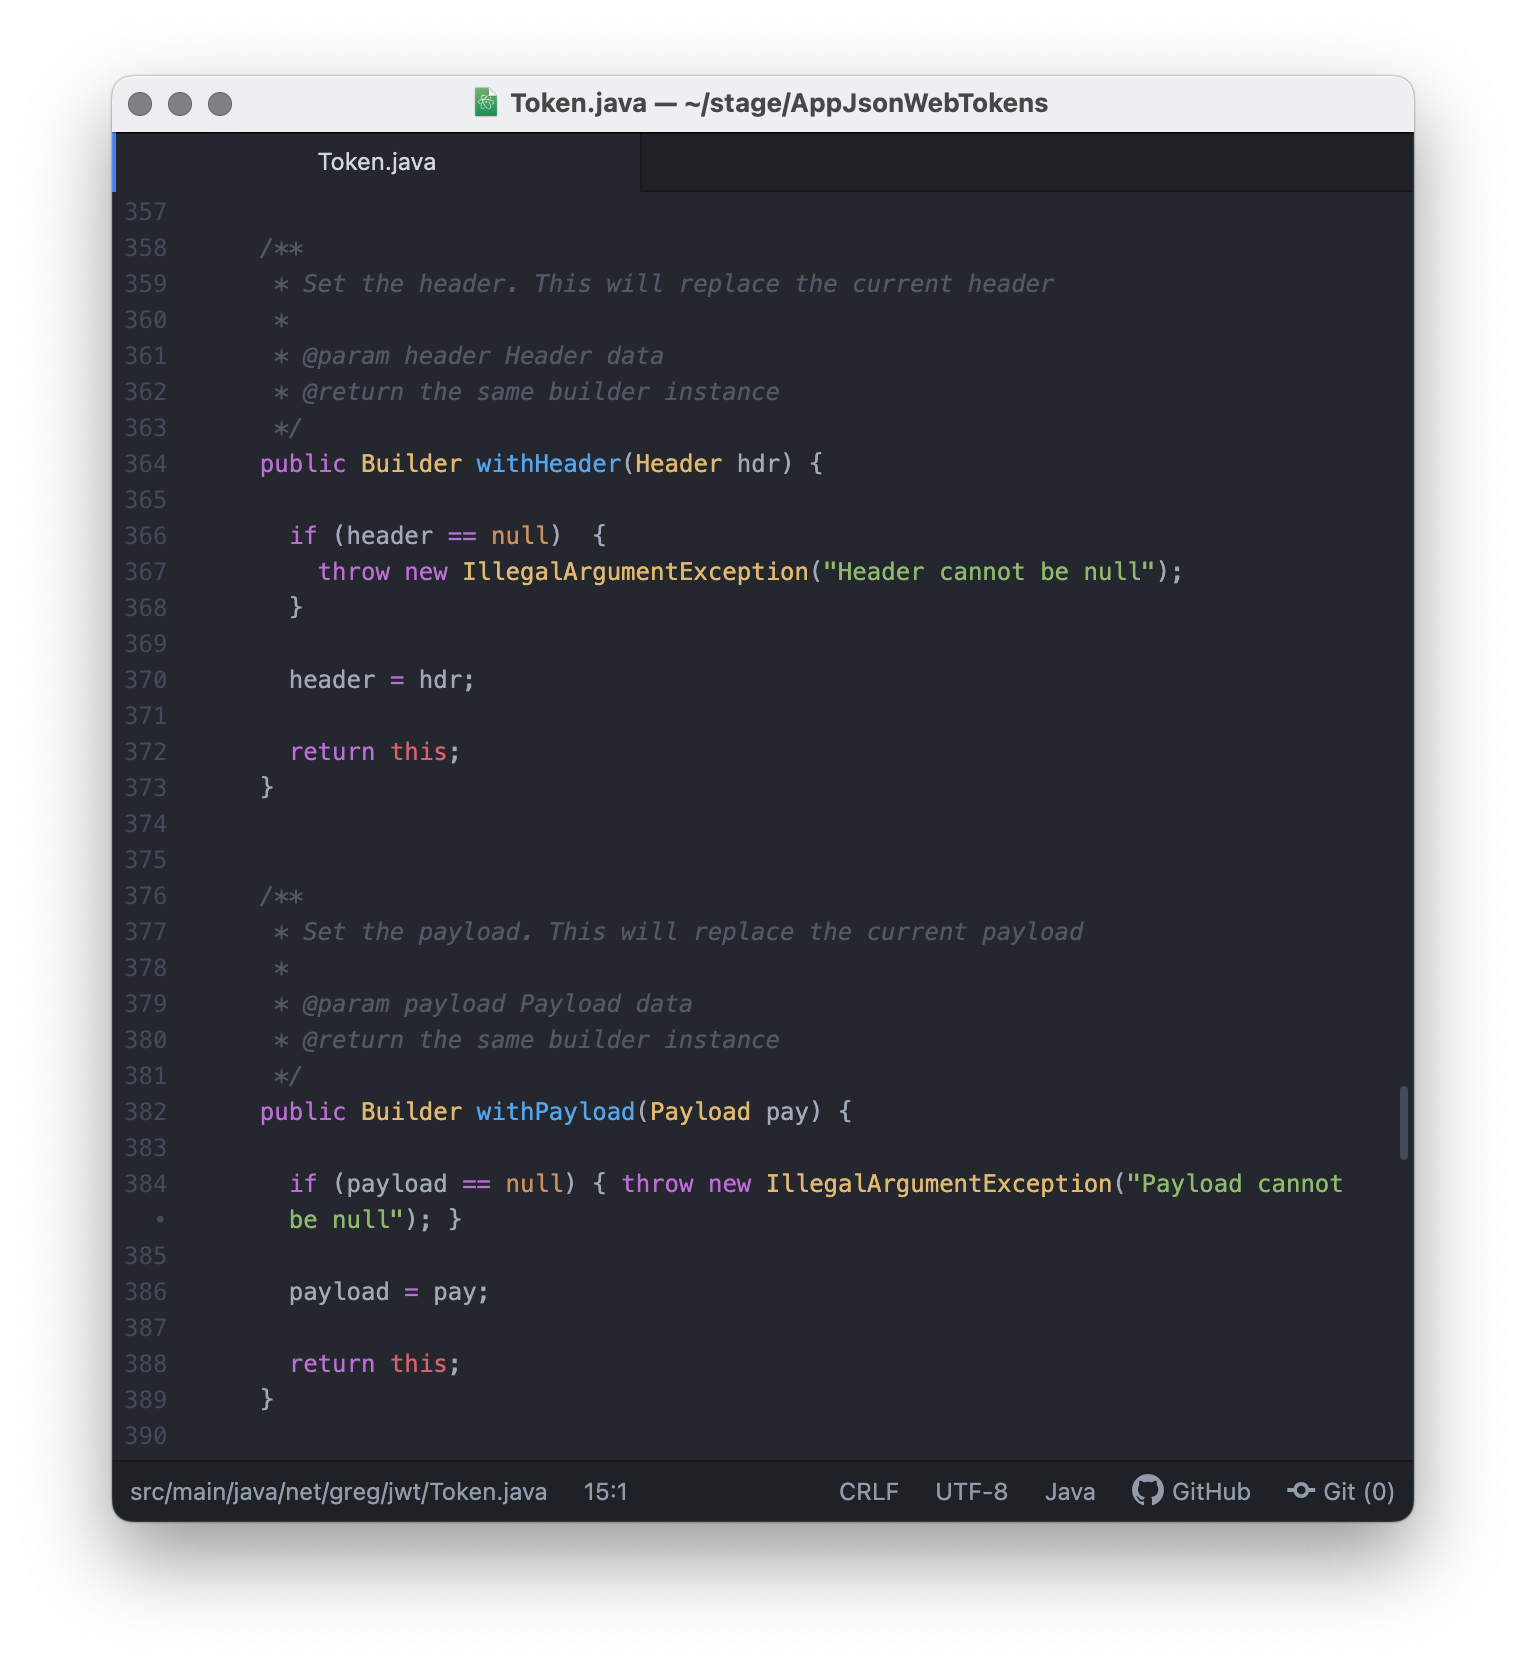 Token.java — ~/stage/AppJsonWebTokens
Token.java
357
358 /**
359 * Set the header. This will replace the current header
360 *
361 * @param header Header data
362 * @return the same builder instance
363 */
364 public Builder withHeader(Header hdr) {
365
366 if (header == null)  {
367 throw new IllegalArgumentException("Header cannot be null");
368 }
369
370 header = hdr;
371
372 return this;
373 }
374
375
376 /**
377 * Set the payload. This will replace the current payload
378 *
379 * @param payload Payload data
380 * @return the same builder instance
381 */
382 public Builder withPayload(Payload pay) {
383
384 if (payload == null) { throw new IllegalArgumentException("Payload cannot
• be null"); }
385
386 payload = pay;
387
388 return this;
389 }
390
src/main/java/net/greg/jwt/Token.java 15:1 CRLF UTF-8 Java GitHub Git (0)